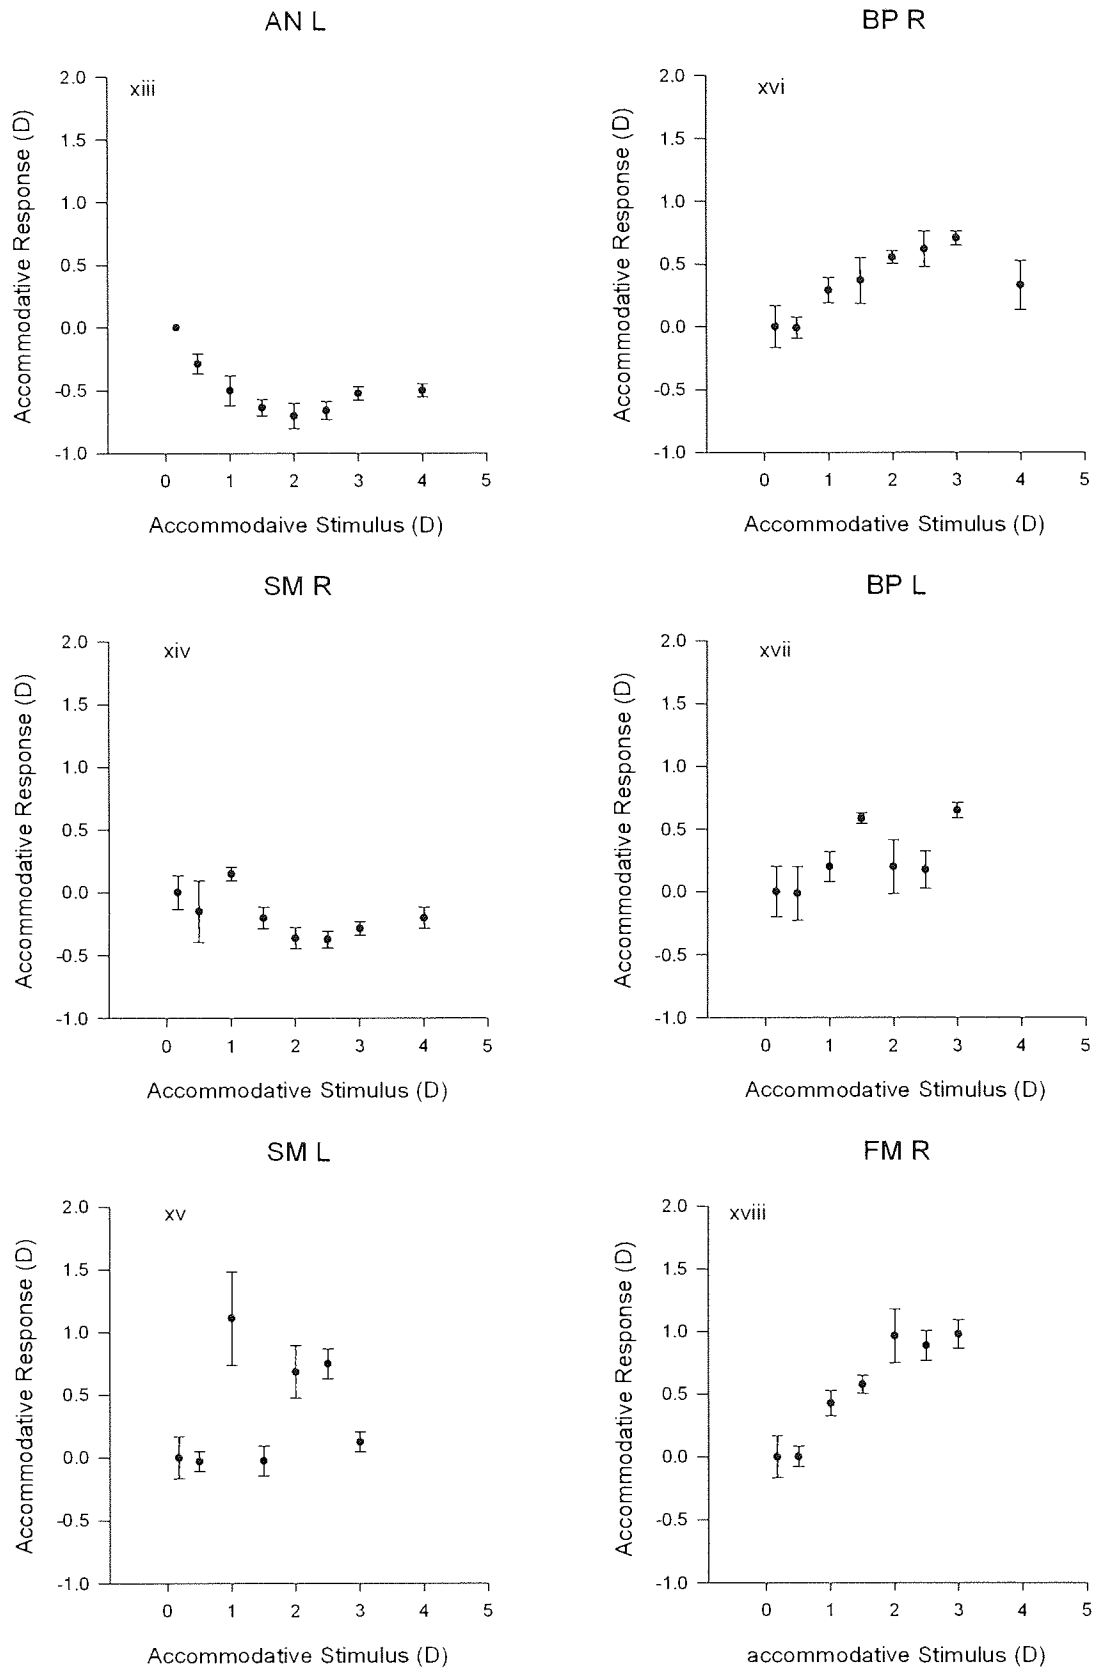 AN L
xiii
2.0
1.5
1.0
0.5
0.0
-0.5
-1.0
Accommodative Response (D)
0 1 2 3 4 5
Accommodaive Stimulus (D)
BP R
xvi
2.0
1.5
1.0
0.5
0.0
-0.5
-1.0
Accommodative Response (D)
0 1 2 3 4 5
Accommodative Stimulus (D)
SM R
xiv
2.0
1.5
1.0
0.5
0.0
-0.5
-1.0
Accommodative Response (D)
0 1 2 3 4 5
Accommodative Stimulus (D)
BP L
xvii
2.0
1.5
1.0
0.5
0.0
-0.5
-1.0
Accommodative Response (D)
0 1 2 3 4 5
Accommodative Stimulus (D)
SM L
xv
2.0
1.5
1.0
0.5
0.0
-0.5
-1.0
Accommodative Response (D)
0 1 2 3 4 5
Accommodative Stimulus (D)
FM R
xviii
2.0
1.5
1.0
0.5
0.0
-0.5
-1.0
Accommodative Response (D)
0 1 2 3 4 5
accommodative Stimulus (D)